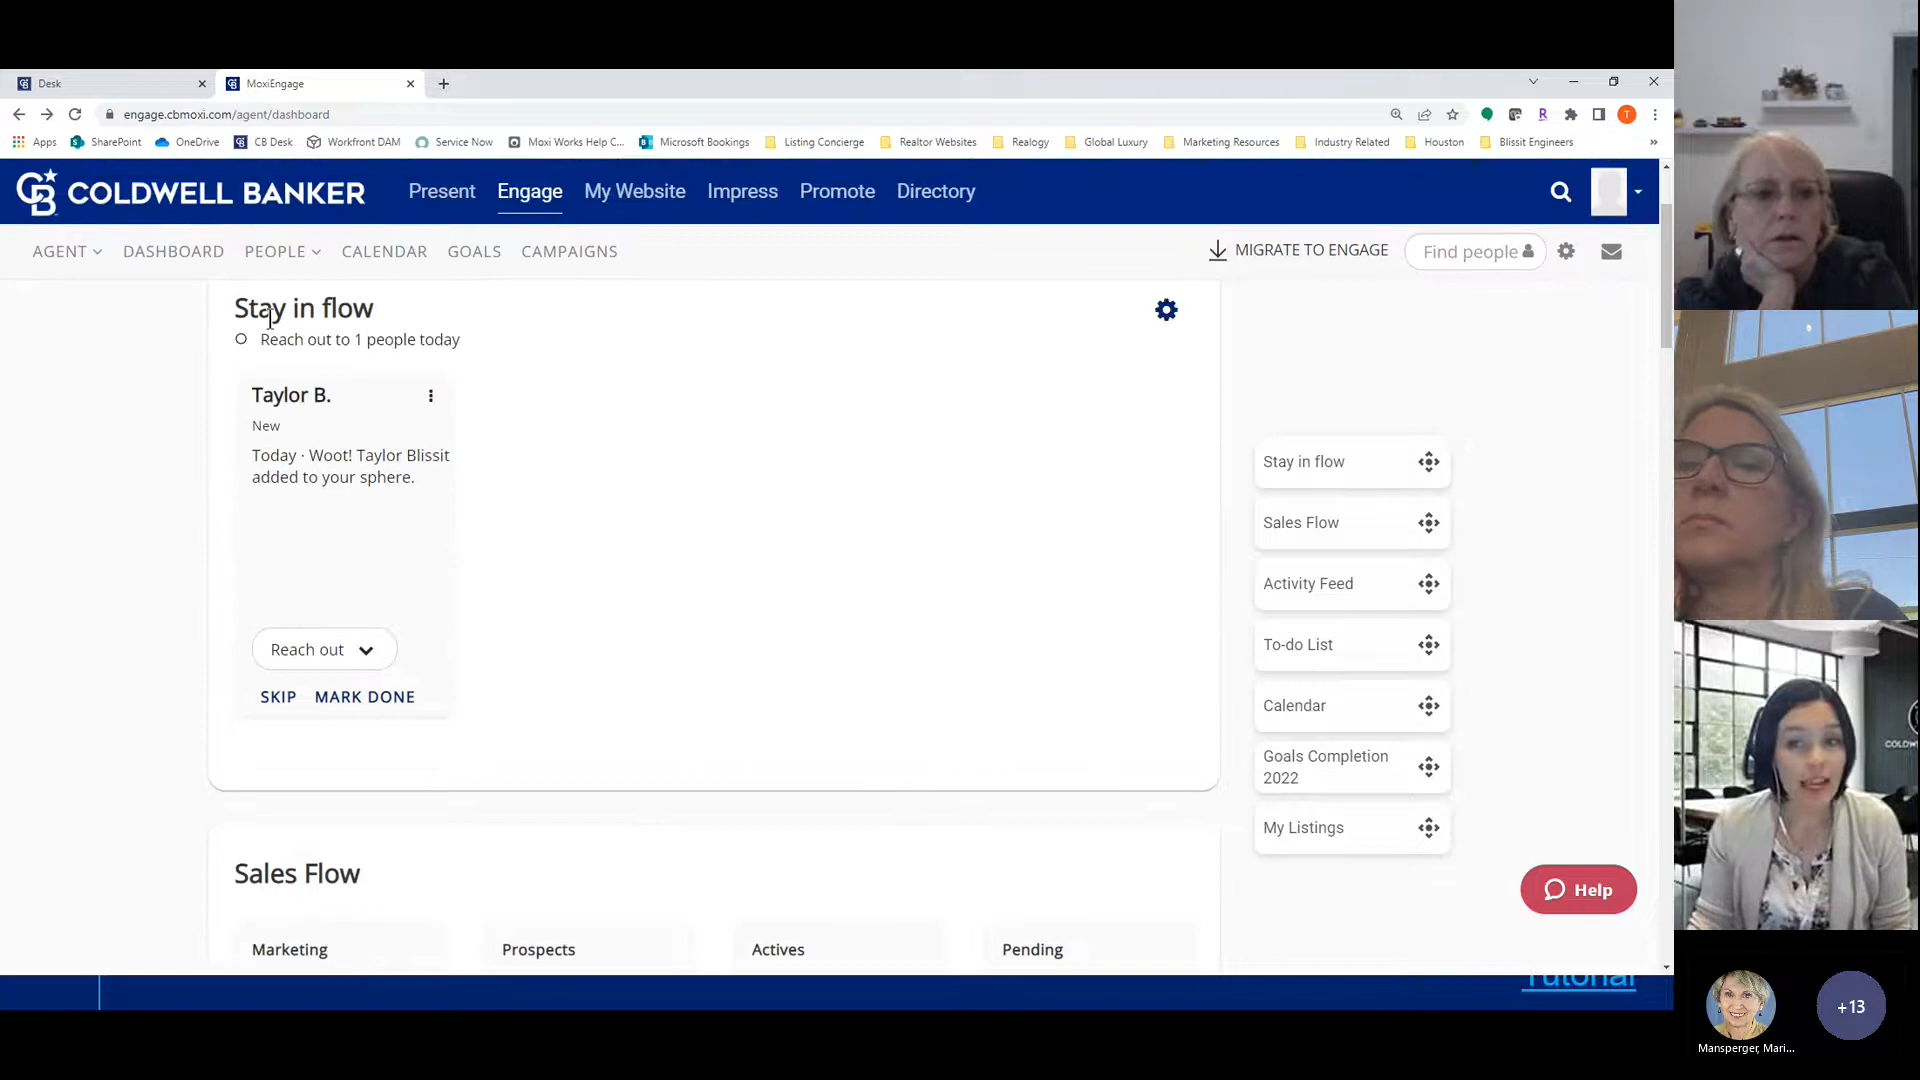 Desk
MoxiEngage
engage.cbmoxi.com/agent/dashboard
T
Apps
SharePoint
OneDrive
CB Desk
Workfront DAM
Service Now
Moxi Works Help C...
Microsoft Bookings
Listing Concierge
Realtor Websites
Realogy
Global Luxury
Marketing Resources
Industry Related
Houston
Blissit Engineers
COLDWELL BANKER
Present
Engage
My Website
Impress
Promote
Directory
AGENT
DASHBOARD
PEOPLE
CALENDAR
GOALS
CAMPAIGNS
MIGRATE TO ENGAGE
Find people
Stay in flow
Reach out to 1 people today
Taylor B.
New
Today · Woot! Taylor Blissit
added to your sphere.
Reach out
SKIP
MARK DONE
Stay in flow
Sales Flow
Activity Feed
To-do List
Calendar
Goals Completion
2022
My Listings
Help
Sales Flow
Marketing
Prospects
Actives
Pending
Tutorial
COLDW
Mansperger, Mari...
+13